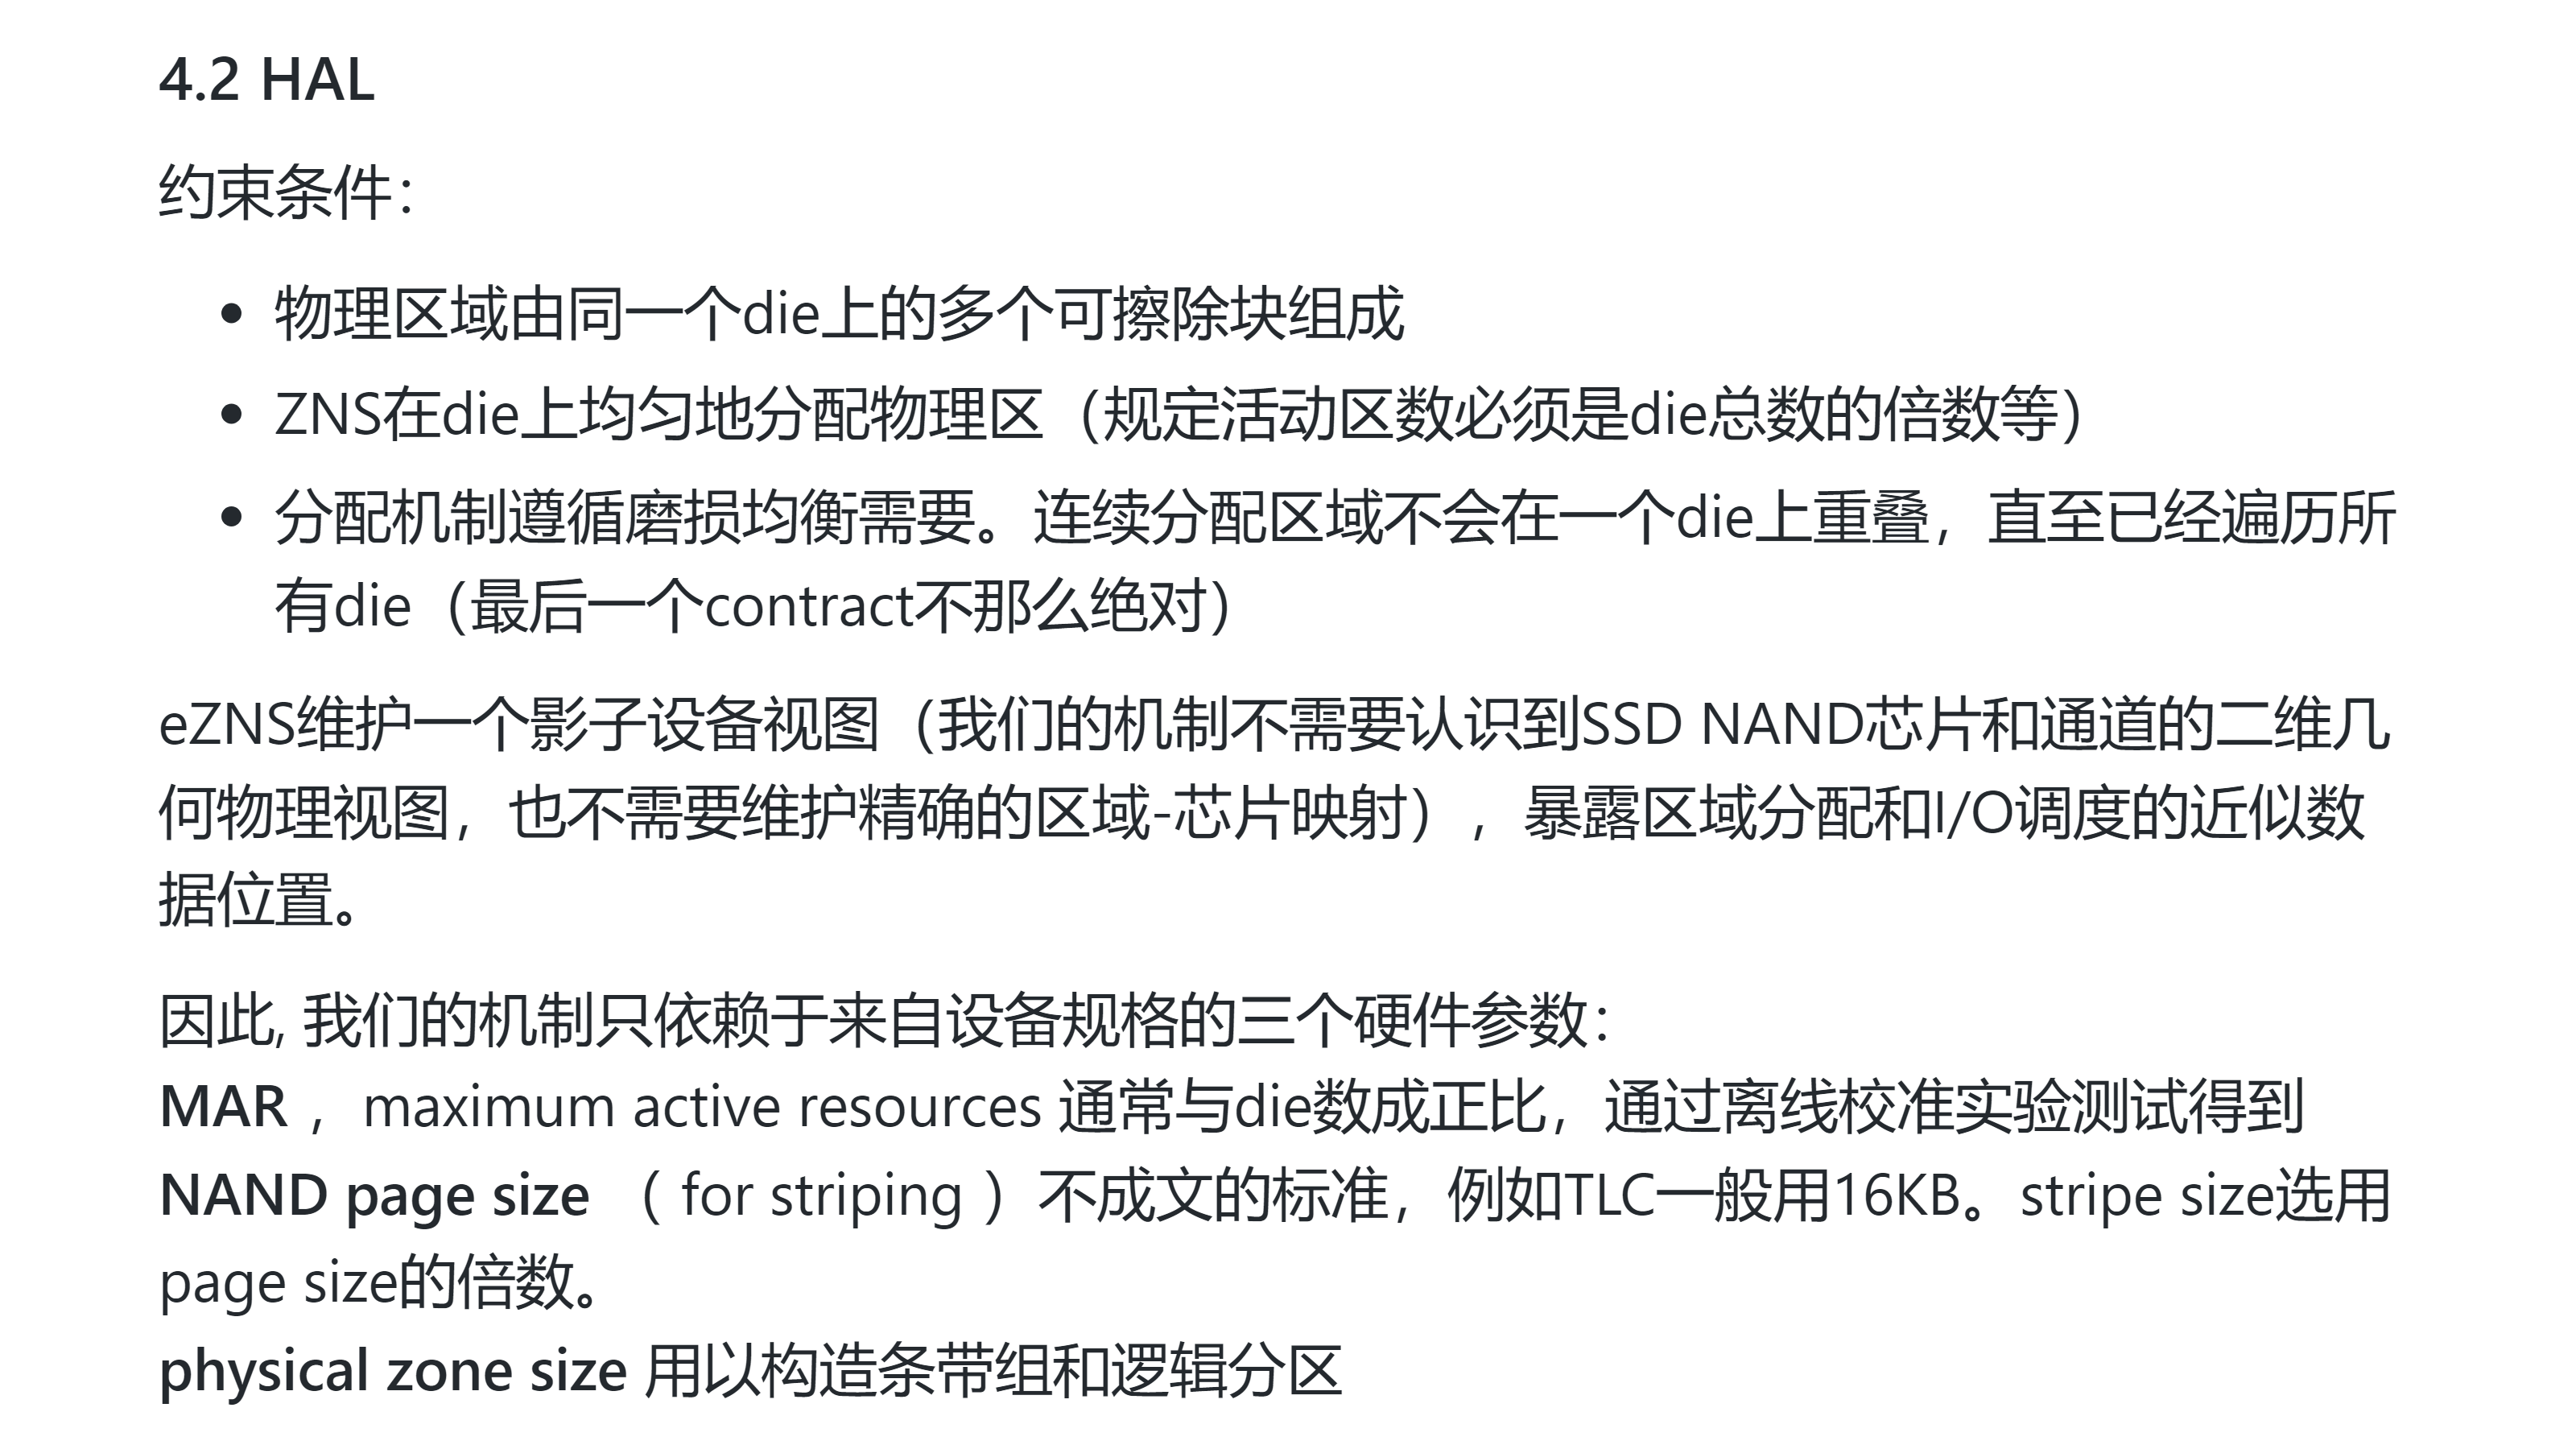 4.2 HAL
约束条件：
物理区域由同一个die上的多个可擦除块组成
ZNS在die上均匀地分配物理区（规定活动区数必须是die总数的倍数等）
分配机制遵循磨损均衡需要。连续分配区域不会在一个die上重叠，直至已经遍历所
有die（最后一个contract不那么绝对）
eZNS维护一个影子设备视图（我们的机制不需要认识到SSD NAND芯片和通道的二维几
何物理视图，也不需要维护精确的区域-芯片映射），暴露区域分配和I/O调度的近似数
据位置。
因此, 我们的机制只依赖于来自设备规格的三个硬件参数：
MAR ，maximum active resources 通常与die数成正比，通过离线校准实验测试得到
NAND page size （ for striping ）不成文的标准，例如TLC一般用16KB。stripe size选用
page size的倍数。
physical zone size 用以构造条带组和逻辑分区